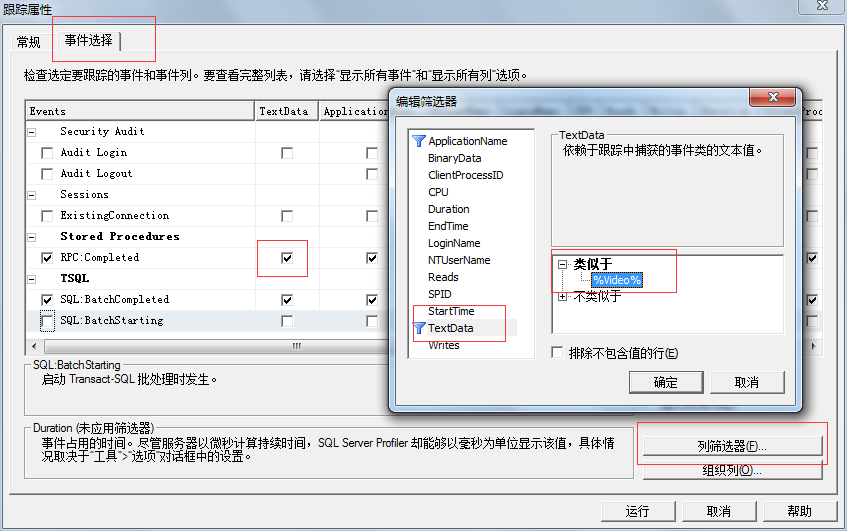 跟踪属性
常规
事件选择
检查选定要跟踪的事件和事件列。要查看完整列表，请选择"显示所有事件"和"显示所有列"选项。
Events TextData Application
Security Audit
Audit Login
Audit Logout
Sessions
ExistingConnection
Stored Procedures
RPC:Completed
TSQL
SQL:BatchCompleted
SQL:BatchStarting
SQL:BatchStarting
启动 Transact-SQL 批处理时发生。
Duration (未应用筛选器)
事件占用的时间。尽管服务器以微秒计算持续时间，SQL Server Profiler 却能够以毫秒为单位显示该值，具体情
况取决于"工具">"选项"对话框中的设置。
编辑筛选器
ApplicationName
BinaryData
ClientProcessID
CPU
Duration
EndTime
LoginName
NTUserName
Reads
SPID
StartTime
TextData
Writes
TextData
依赖于跟踪中捕获的事件类的文本值。
类似于
%Video%
不类似于
排除不包含值的行(E)
确定
取消
列筛选器(F)...
组织列(O)...
运行
取消
帮助